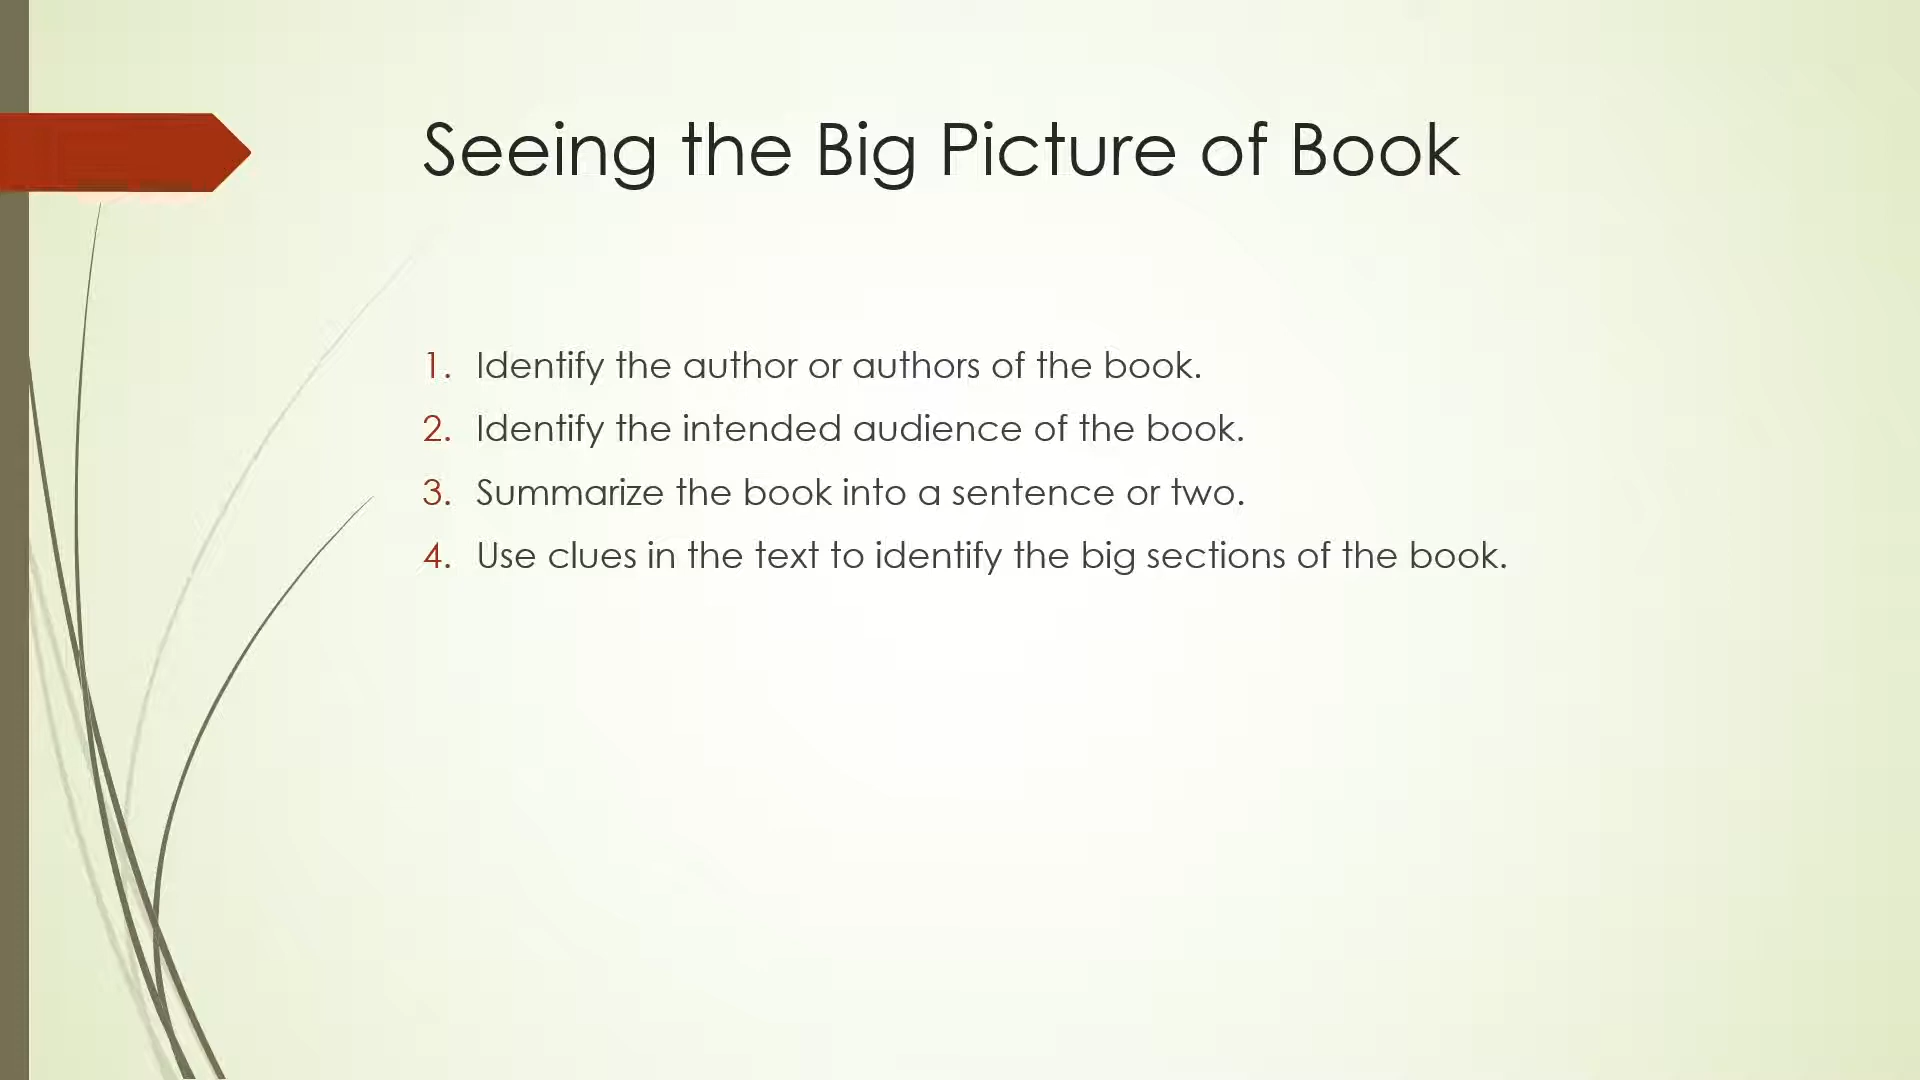 Seeing the Big Picture of Book
1. Identify the author or authors of the book.
2. Identify the intended audience of the book.
3. Summarize the book into a sentence or two.
4. Use clues in the text to identify the big sections of the book.